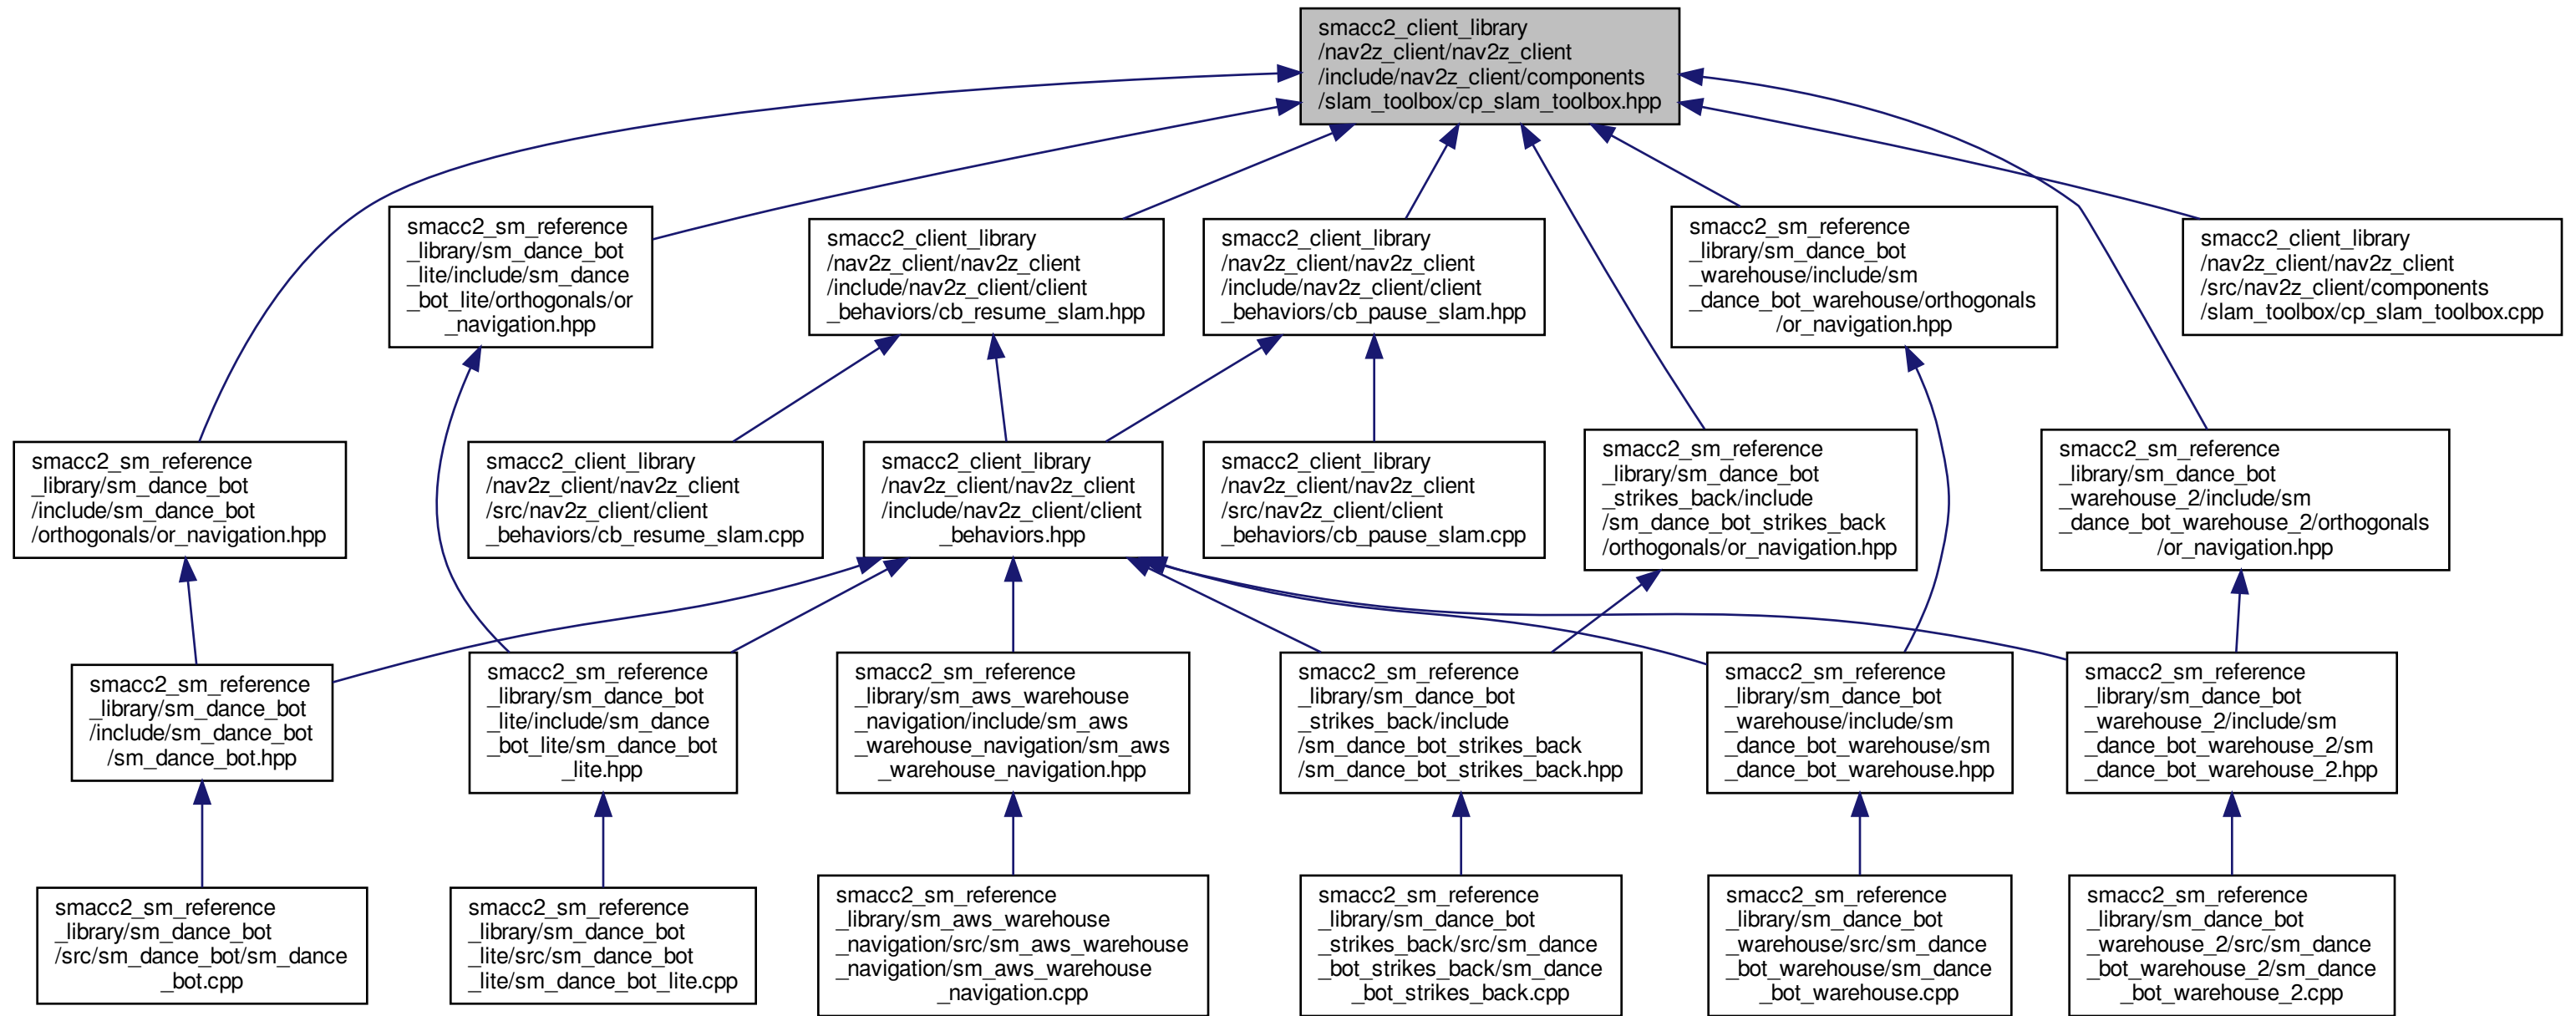 smacc2_client_library
/nav2z_client/nav2z_client
/include/nav2z_client/components
/slam_toolbox/cp_slam_toolbox.hpp
smacc2_sm_reference
_library/sm_dance_bot
_lite/include/sm_dance
_bot_lite/orthogonals/or
_navigation.hpp
smacc2_client_library
/nav2z_client/nav2z_client
/include/nav2z_client/client
_behaviors/cb_resume_slam.hpp
smacc2_client_library
/nav2z_client/nav2z_client
/include/nav2z_client/client
_behaviors/cb_pause_slam.hpp
smacc2_sm_reference
_library/sm_dance_bot
_warehouse/include/sm
_dance_bot_warehouse/orthogonals
/or_navigation.hpp
smacc2_client_library
/nav2z_client/nav2z_client
/src/nav2z_client/components
/slam_toolbox/cp_slam_toolbox.cpp
smacc2_sm_reference
_library/sm_dance_bot
/include/sm_dance_bot
/orthogonals/or_navigation.hpp
smacc2_client_library
/nav2z_client/nav2z_client
/src/nav2z_client/client
_behaviors/cb_resume_slam.cpp
smacc2_client_library
/nav2z_client/nav2z_client
/include/nav2z_client/client
_behaviors.hpp
smacc2_client_library
/nav2z_client/nav2z_client
/src/nav2z_client/client
_behaviors/cb_pause_slam.cpp
smacc2_sm_reference
_library/sm_dance_bot
_strikes_back/include
/sm_dance_bot_strikes_back
/orthogonals/or_navigation.hpp
smacc2_sm_reference
_library/sm_dance_bot
_warehouse_2/include/sm
_dance_bot_warehouse_2/orthogonals
/or_navigation.hpp
smacc2_sm_reference
_library/sm_dance_bot
/include/sm_dance_bot
/sm_dance_bot.hpp
smacc2_sm_reference
_library/sm_dance_bot
_lite/include/sm_dance
_bot_lite/sm_dance_bot
_lite.hpp
smacc2_sm_reference
_library/sm_aws_warehouse
_navigation/include/sm_aws
_warehouse_navigation/sm_aws
_warehouse_navigation.hpp
smacc2_sm_reference
_library/sm_dance_bot
_strikes_back/include
/sm_dance_bot_strikes_back
/sm_dance_bot_strikes_back.hpp
smacc2_sm_reference
_library/sm_dance_bot
_warehouse/include/sm
_dance_bot_warehouse/sm
_dance_bot_warehouse.hpp
smacc2_sm_reference
_library/sm_dance_bot
_warehouse_2/include/sm
_dance_bot_warehouse_2/sm
_dance_bot_warehouse_2.hpp
smacc2_sm_reference
_library/sm_dance_bot
/src/sm_dance_bot/sm_dance
_bot.cpp
smacc2_sm_reference
_library/sm_dance_bot
_lite/src/sm_dance_bot
_lite/sm_dance_bot_lite.cpp
smacc2_sm_reference
_library/sm_aws_warehouse
_navigation/src/sm_aws_warehouse
_navigation/sm_aws_warehouse
_navigation.cpp
smacc2_sm_reference
_library/sm_dance_bot
_strikes_back/src/sm_dance
_bot_strikes_back/sm_dance
_bot_strikes_back.cpp
smacc2_sm_reference
_library/sm_dance_bot
_warehouse/src/sm_dance
_bot_warehouse/sm_dance
_bot_warehouse.cpp
smacc2_sm_reference
_library/sm_dance_bot
_warehouse_2/src/sm_dance
_bot_warehouse_2/sm_dance
_bot_warehouse_2.cpp